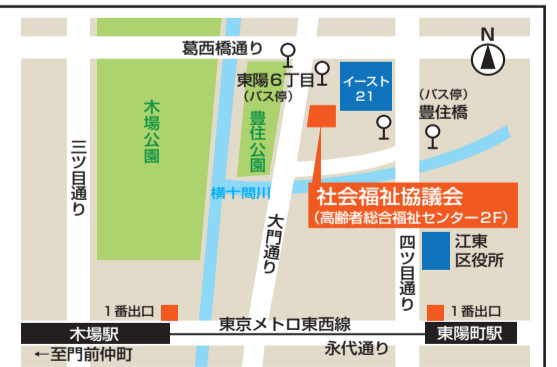 葛西橋通り
N
東陽6丁目
(バス停)
イースト
21
(バス停)
豊住橋
木場公園
豊住公園
三ツ目通り
横十間川
社会福祉協議会
(高齢者総合福祉センター2F)
大門通り
四ツ目通り
江東
区役所
1番出口
1番出口
木場駅
東京メトロ東西線
東陽町駅
←至門前仲町
永代通り